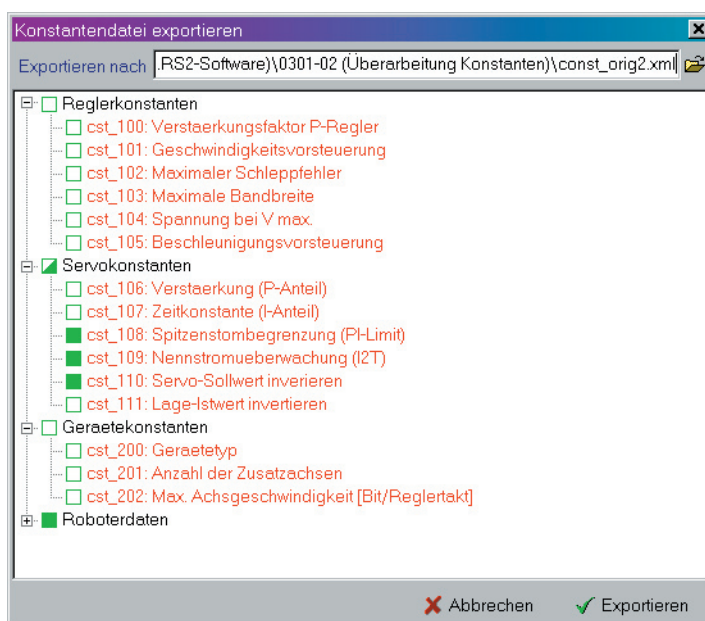 Konstantendatei exportieren
Exportieren nach .RS2-Software)\0301-02 (Überarbeitung Konstanten)\const_orig2.xml
Reglerkonstanten
cst_100: Verstaerkungsfaktor P-Regler
cst_101: Geschwindigkeitsvorsteuerung
cst_102: Maximaler Schleppfehler
cst_103: Maximale Bandbreite
cst_104: Spannung bei V max.
cst_105: Beschleunigungsvorsteuerung
Servokonstanten
cst_106: Verstaerkung (P-Anteil)
cst_107: Zeitkonstante (I-Anteil)
cst_108: Spitzenstombegrenzung (PI-Limit)
cst_109: Nennstromueberwachung (I2T)
cst_110: Servo-Sollwert inverieren
cst_111: Lage-Istwert invertieren
Geraetekonstanten
cst_200: Geraetetyp
cst_201: Anzahl der Zusatzachsen
cst_202: Max. Achsgeschwindigkeit [Bit/Reglertakt]
Roboterdaten
Abbrechen Exportieren